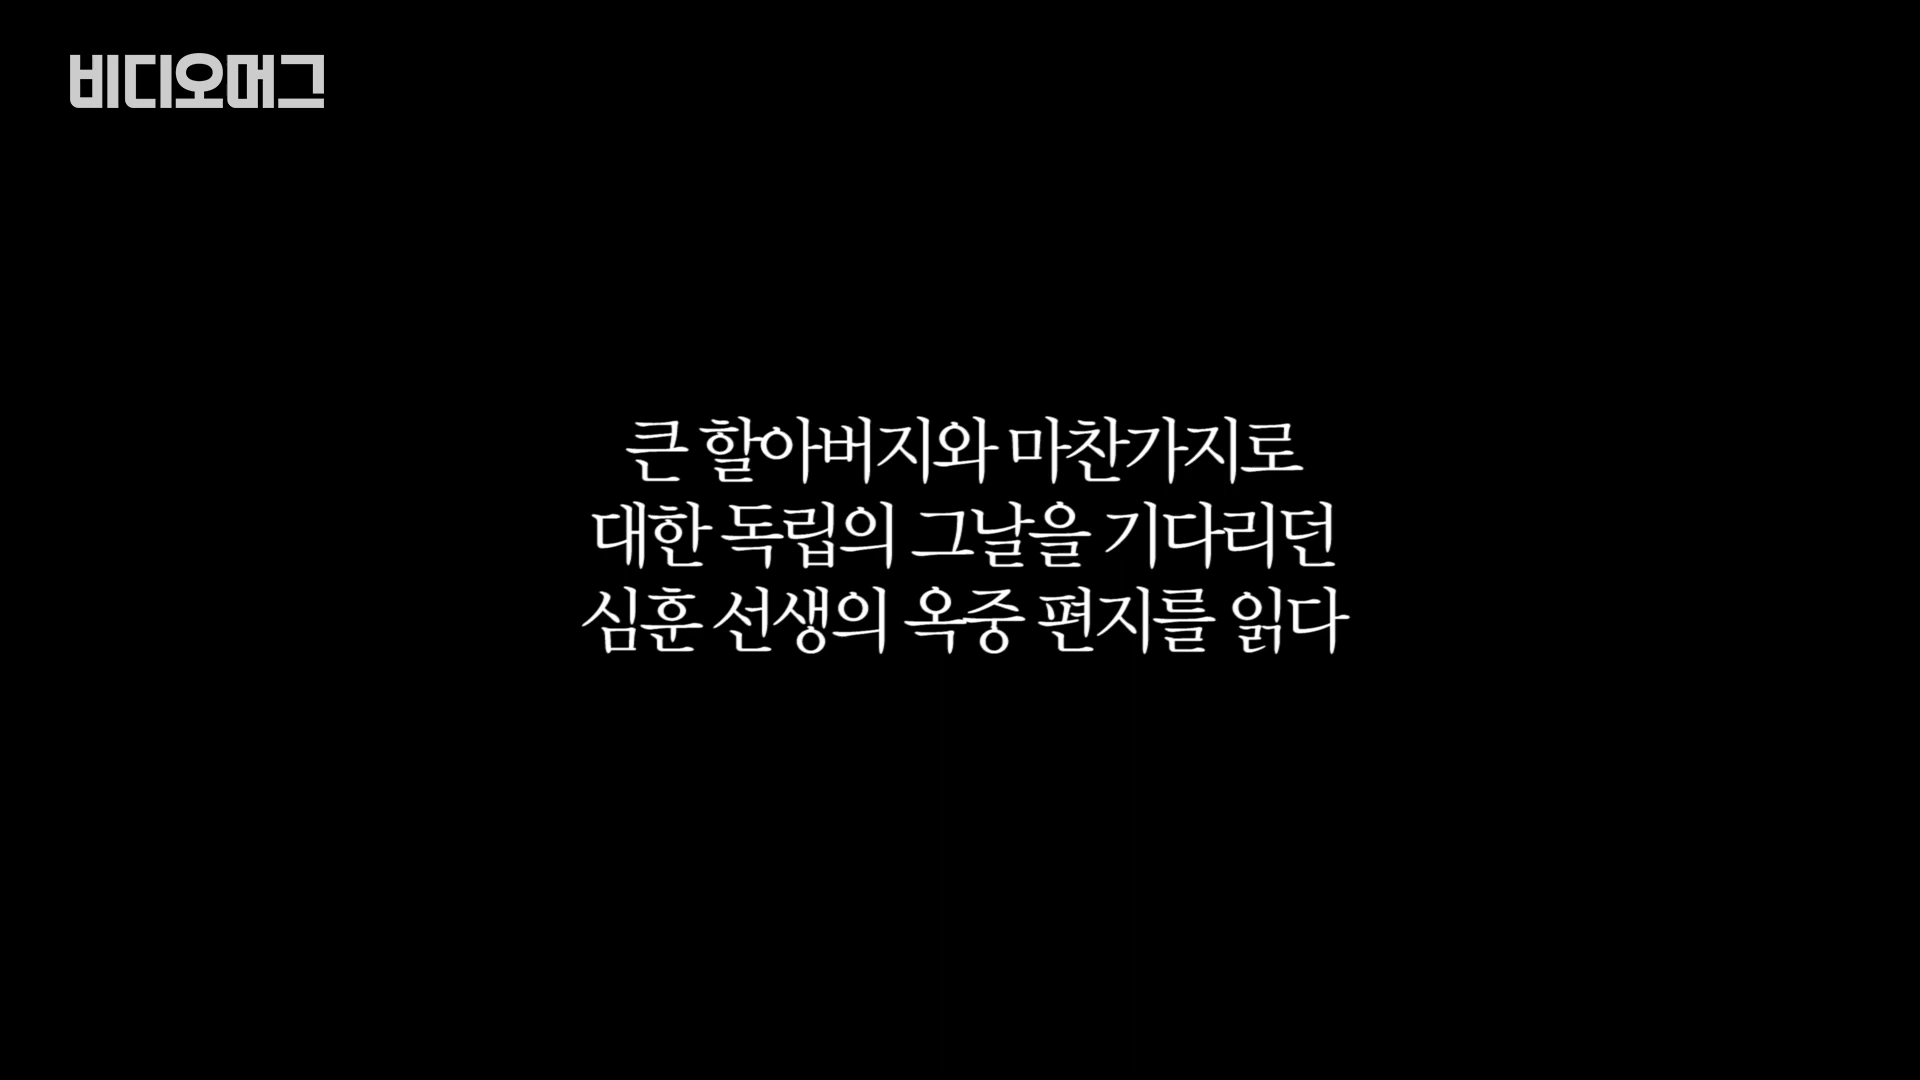 비디오머그
큰 할아버지와 마찬가지로
대한 독립의 그날을 기다리던
심훈 선생의 옥중 편지를 읽다